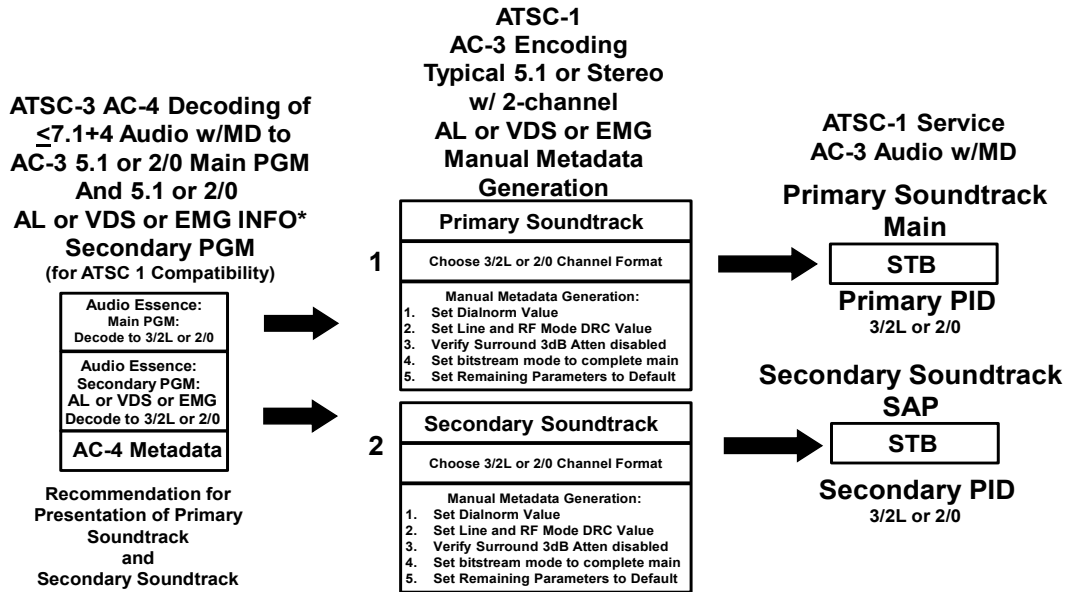 ATSC-3 AC-4 Decoding of
≤7.1+4 Audio w/MD to
AC-3 5.1 or 2/0 Main PGM
And 5.1 or 2/0
AL or VDS or EMG INFO*
Secondary PGM
(for ATSC 1 Compatibility)
Audio Essence:
Main PGM:
Decode to 3/2L or 2/0
Audio Essence:
Secondary PGM:
AL or VDS or EMG
Decode to 3/2L or 2/0
AC-4 Metadata
Recommendation for
Presentation of Primary
Soundtrack
and
Secondary Soundtrack
ATSC-1
AC-3 Encoding
Typical 5.1 or Stereo
w/ 2-channel
AL or VDS or EMG
Manual Metadata
Generation
1
Primary Soundtrack
Choose 3/2L or 2/0 Channel Format
Manual Metadata Generation:
1. Set Dialnorm Value
2. Set Line and RF Mode DRC Value
3. Verify Surround 3dB Atten disabled
4. Set bitstream mode to complete main
5. Set Remaining Parameters to Default
2
Secondary Soundtrack
Choose 3/2L or 2/0 Channel Format
Manual Metadata Generation:
1. Set Dialnorm Value
2. Set Line and RF Mode DRC Value
3. Verify Surround 3dB Atten disabled
4. Set bitstream mode to complete main
5. Set Remaining Parameters to Default
ATSC-1 Service
AC-3 Audio w/MD
Primary Soundtrack
Main
STB
Primary PID
3/2L or 2/0
Secondary Soundtrack
SAP
STB
Secondary PID
3/2L or 2/0